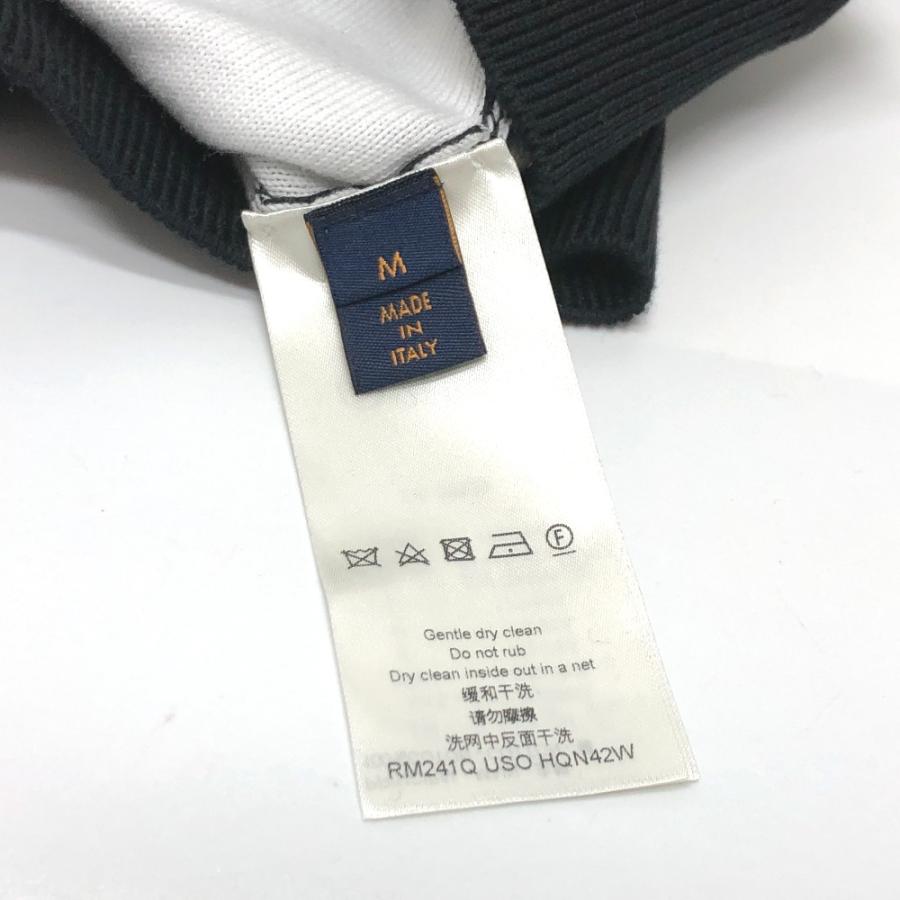 M
MADE
IN
ITALY
F
Gentle dry clean
Do not rub
Dry clean inside out in a net
缓和干洗
请勿摩擦
洗网中反面干洗
RM241Q USO HQN42W